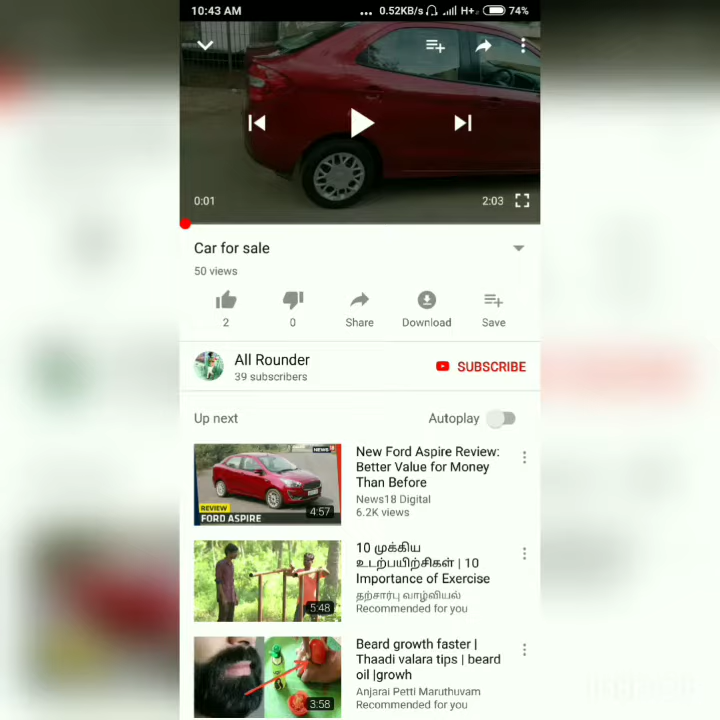 10:43 AM
... 0.52KB/s H+ 74%
0:01
2:03
Car for sale
50 views
2
0
Share
Download
Save
All Rounder
39 subscribers
SUBSCRIBE
Up next
Autoplay
NEWS18
REVIEW
FORD ASPIRE
4:57
New Ford Aspire Review:
Better Value for Money
Than Before
News18 Digital
6.2K views
5:48
10 முக்கிய
உடற்பயிற்சிகள் | 10
Importance of Exercise
தற்சார்பு வாழ்வியல்
Recommended for you
3:58
Beard growth faster |
Thaadi valara tips | beard
oil |growh
Anjarai Petti Maruthuvam
Recommended for you